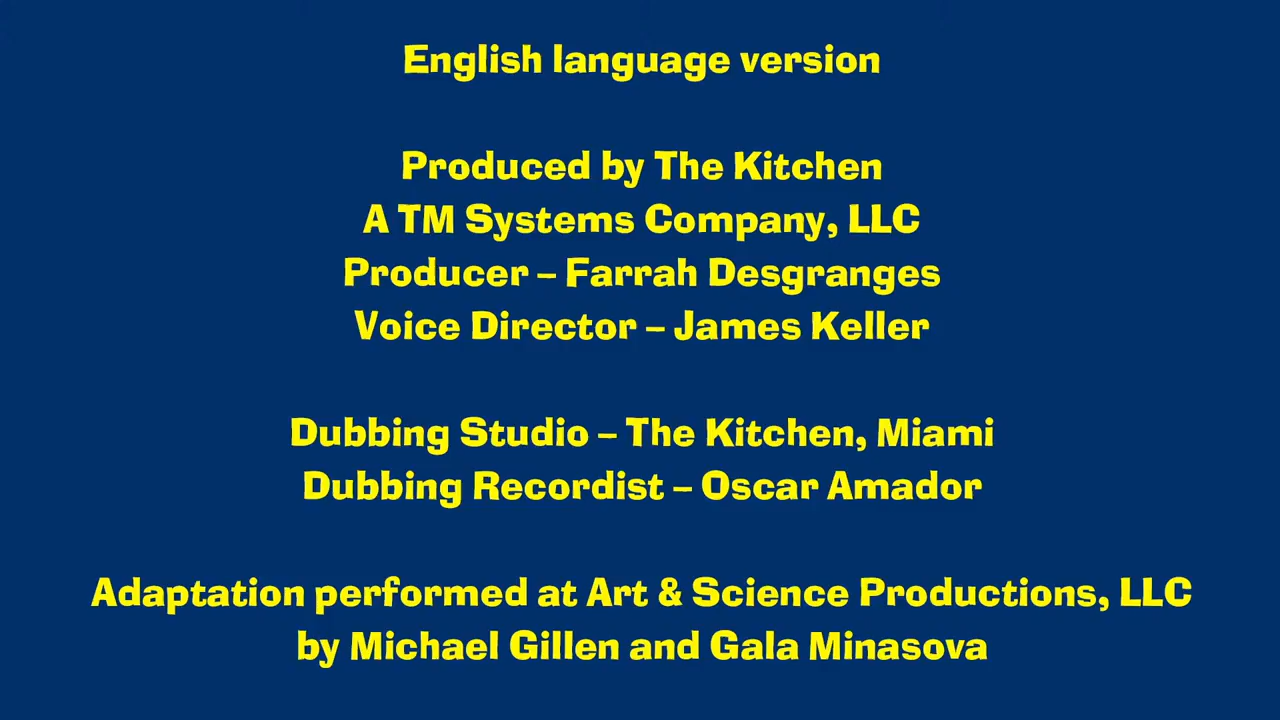 English language version
Produced by The Kitchen
A TM Systems Company, LLC
Producer – Farrah Desgranges
Voice Director – James Keller
Dubbing Studio – The Kitchen, Miami
Dubbing Recordist – Oscar Amador
Adaptation performed at Art & Science Productions, LLC
by Michael Gillen and Gala Minasova